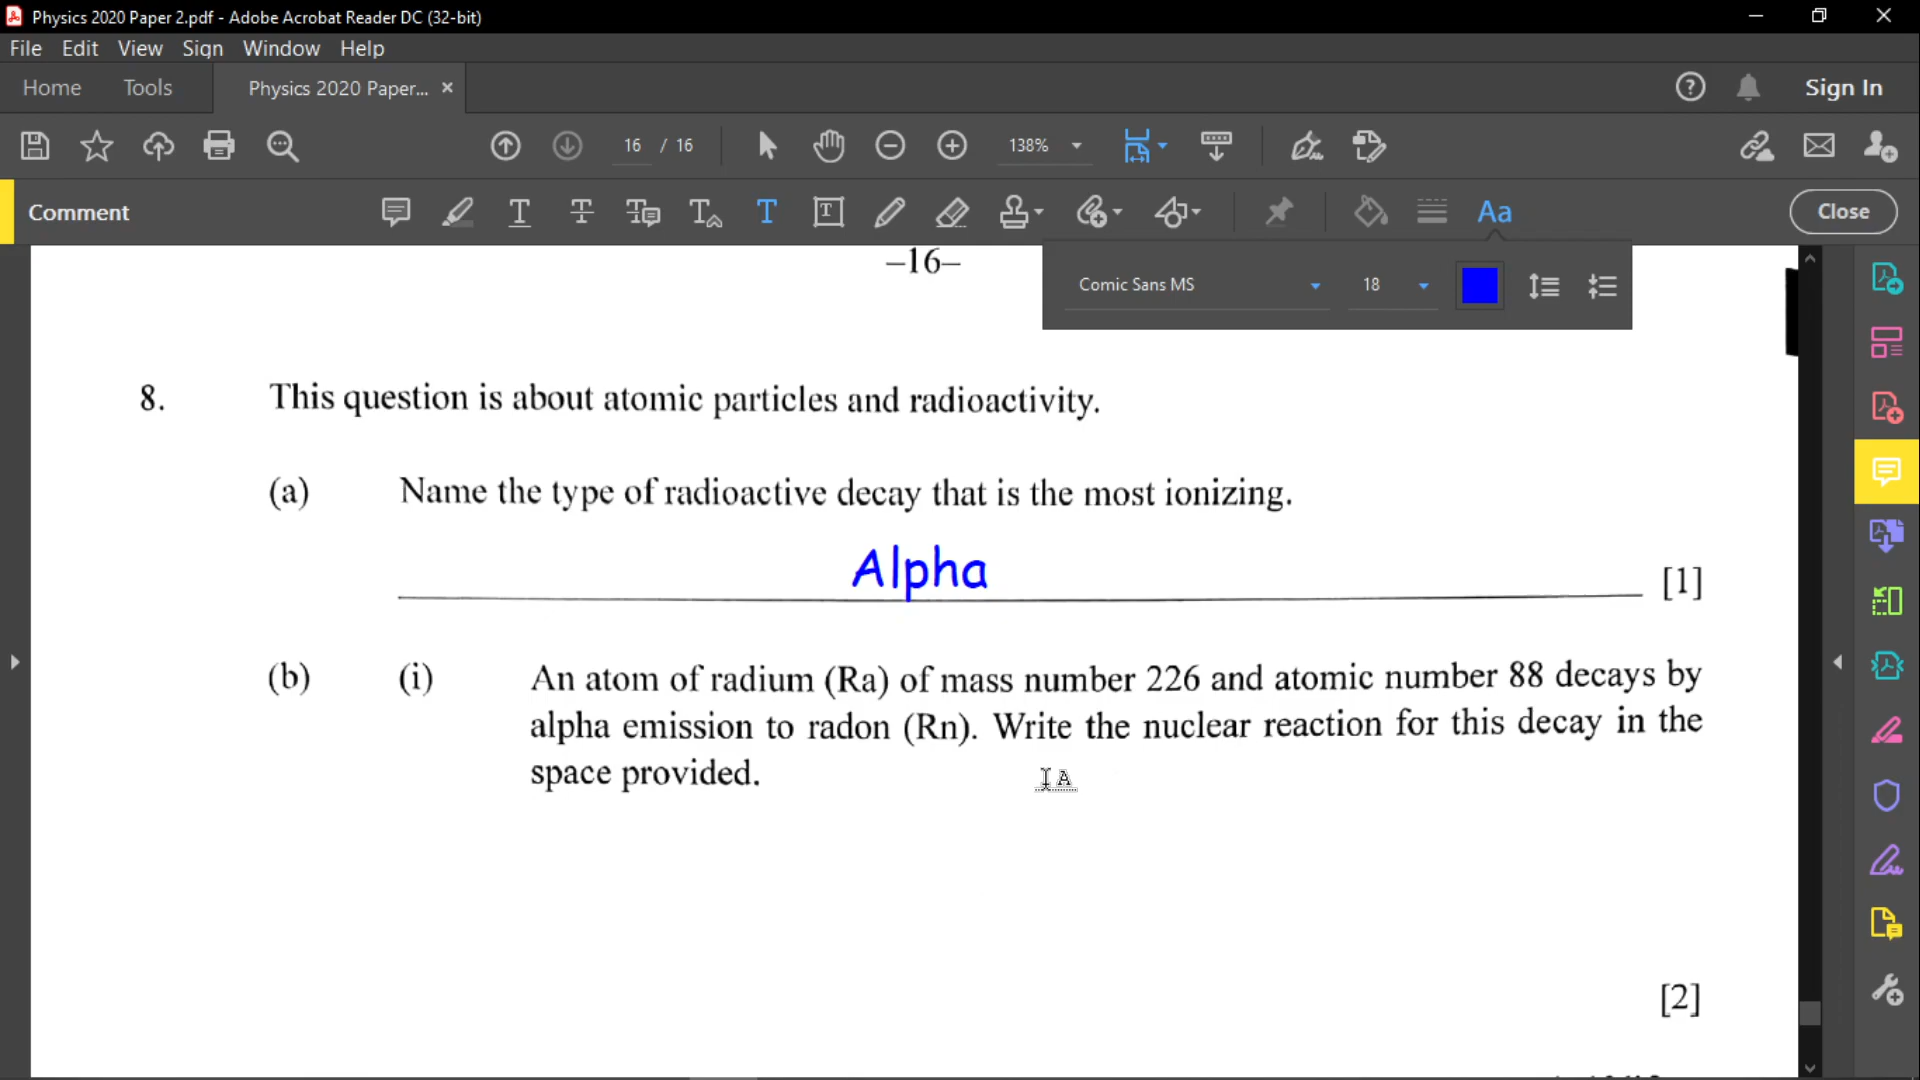 Physics 2020 Paper 2.pdf - Adobe Acrobat Reader DC (32-bit)
File Edit View Sign Window Help
Home Tools Physics 2020 Paper... × Sign In
16 / 16 138%
Comment Close
Comic Sans MS 18
–16–
8. This question is about atomic particles and radioactivity.
(a) Name the type of radioactive decay that is the most ionizing.
Alpha [1]
(b) (i) An atom of radium (Ra) of mass number 226 and atomic number 88 decays by
alpha emission to radon (Rn). Write the nuclear reaction for this decay in the
space provided.
[2]